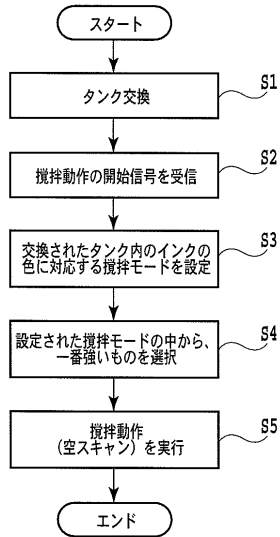 スタート
タンク交換
S1
攪拌動作の開始信号を受信
S2
交換されたタンク内のインクの
色に対応する攪拌モードを設定
S3
設定された攪拌モードの中から、
一番強いものを選択
S4
攪拌動作
(空スキャン)を実行
S5
エンド